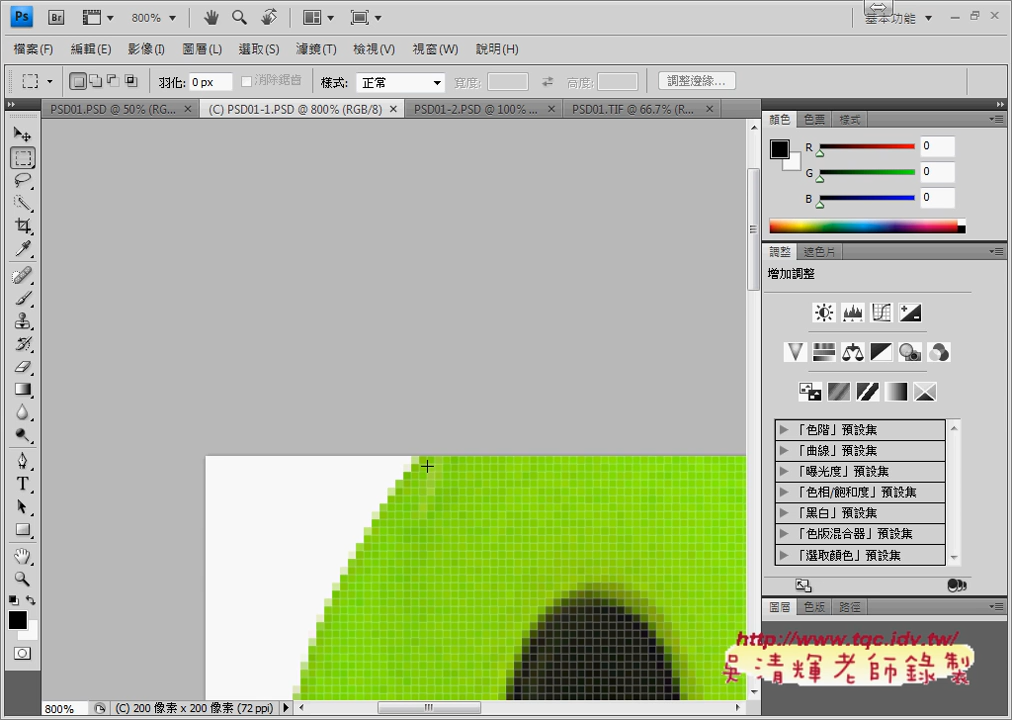 Ps
Br
800%
基本功能
檔案(F)
編輯(E)
影像(I)
圖層(L)
選取(S)
濾鏡(T)
檢視(V)
視窗(W)
說明(H)
羽化: 0 px
消除鋸齒
樣式: 正常
寬度:
高度:
調整邊緣...
PSD01.PSD @ 50% (RG...
(C) PSD01-1.PSD @ 800% (RGB/8)
PSD01-2.PSD @ 100% ...
PSD01.TIF @ 66.7% (R...
顏色
色票
樣式
R 0
G 0
B 0
調整
遮色片
增加調整
「色階」預設集
「曲線」預設集
「曝光度」預設集
「色相/飽和度」預設集
「黑白」預設集
「色版混合器」預設集
「選取顏色」預設集
圖層
色版
路徑
http://www.tqc.idv.tw/
吳清輝老師錄製
800%
(C) 200 像素 x 200 像素 (72 ppi)